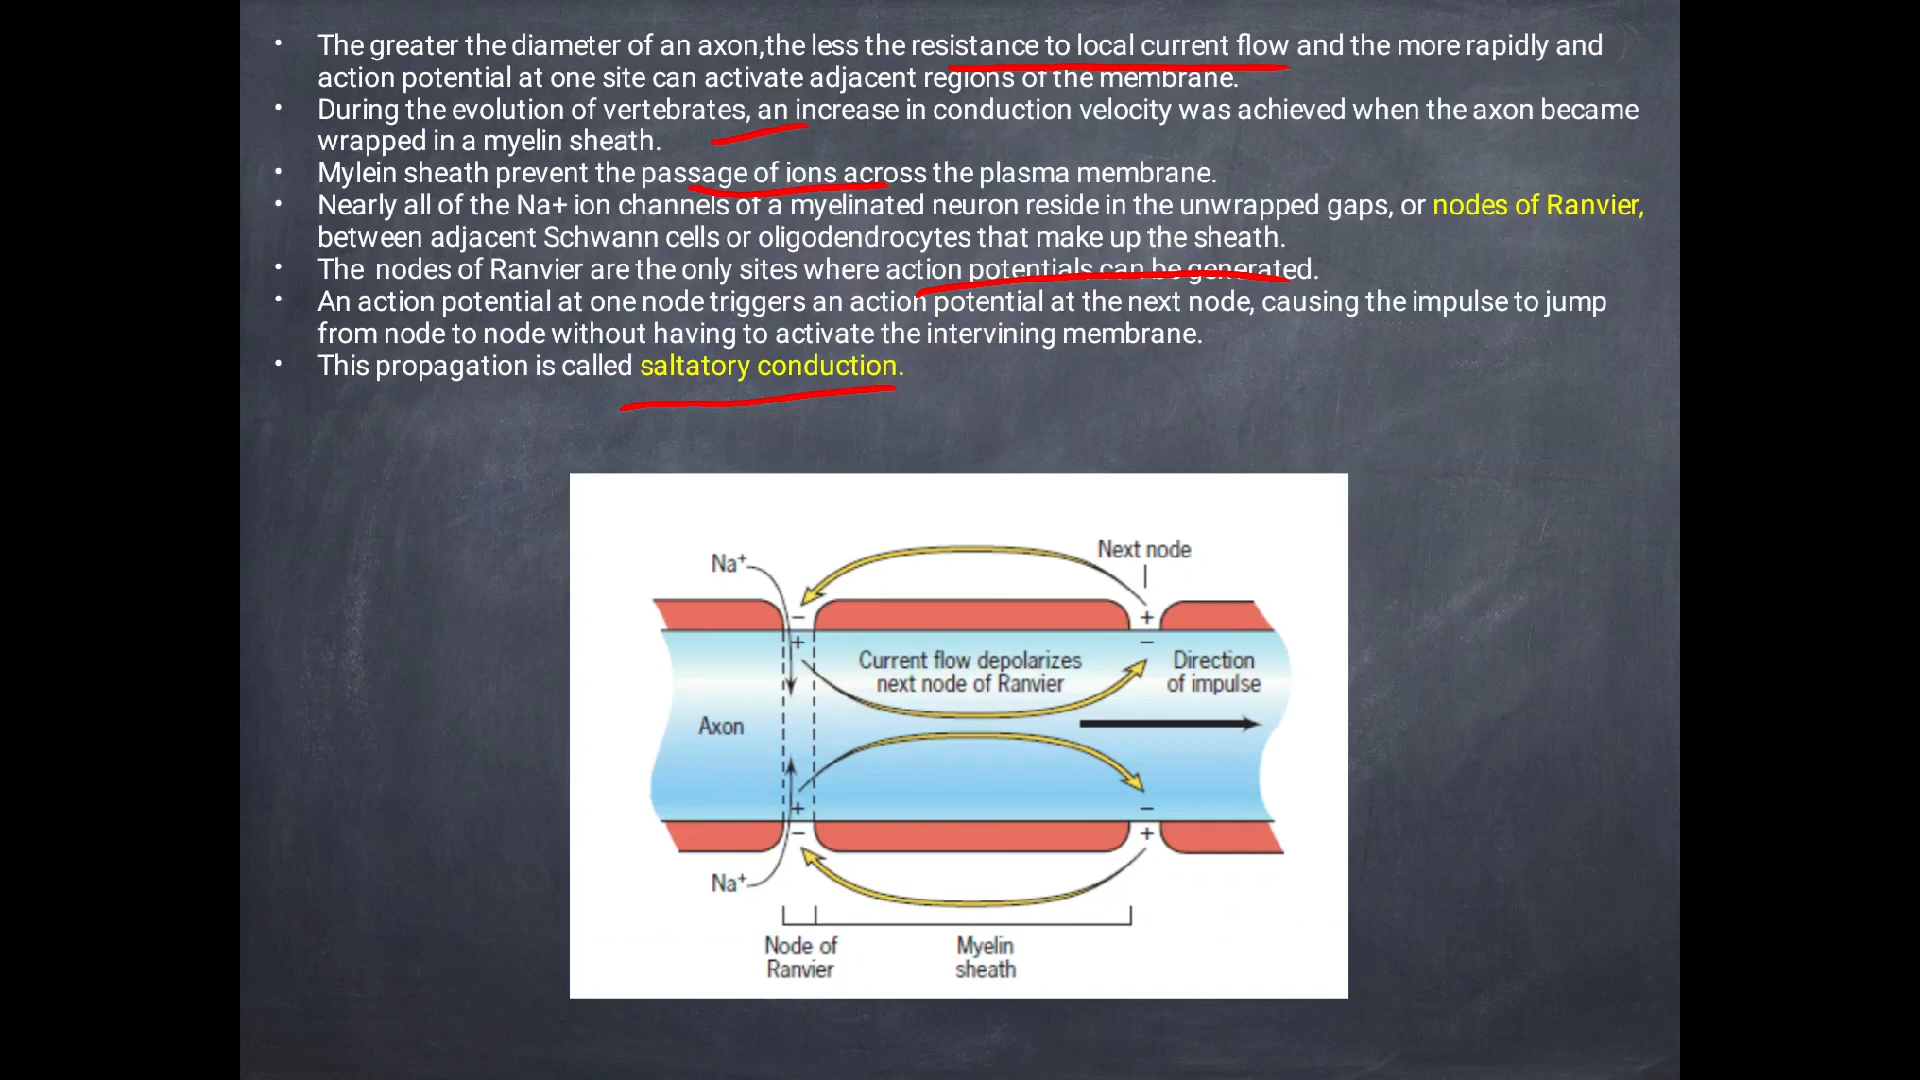 • The greater the diameter of an axon,the less the resistance to local current flow and the more rapidly and
action potential at one site can activate adjacent regions of the membrane.
• During the evolution of vertebrates, an increase in conduction velocity was achieved when the axon became
wrapped in a myelin sheath.
• Mylein sheath prevent the passage of ions across the plasma membrane.
• Nearly all of the Na+ ion channels of a myelinated neuron reside in the unwrapped gaps, or nodes of Ranvier,
between adjacent Schwann cells or oligodendrocytes that make up the sheath.
• The nodes of Ranvier are the only sites where action potentials can be generated.
• An action potential at one node triggers an action potential at the next node, causing the impulse to jump
from node to node without having to activate the intervining membrane.
• This propagation is called saltatory conduction.
Na⁺
Next node
− +
+ −
Current flow depolarizes
next node of Ranvier
Direction
of impulse
Axon
+ −
− +
Na⁺
Node of
Ranvier
Myelin
sheath